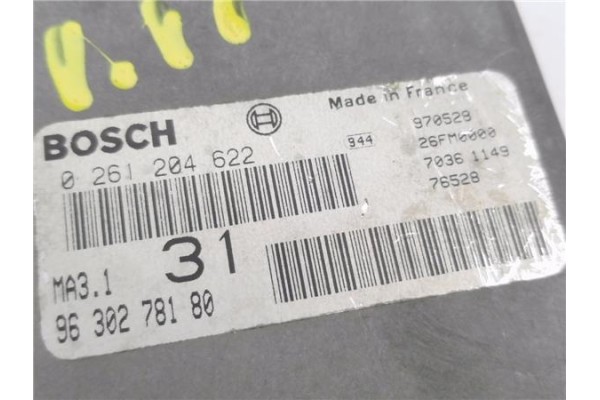 BOSCH
Made in France
0 261 204 622
944
970529
26FM0000
7036 1149
76528
31
MA3.1
96 302 781 80